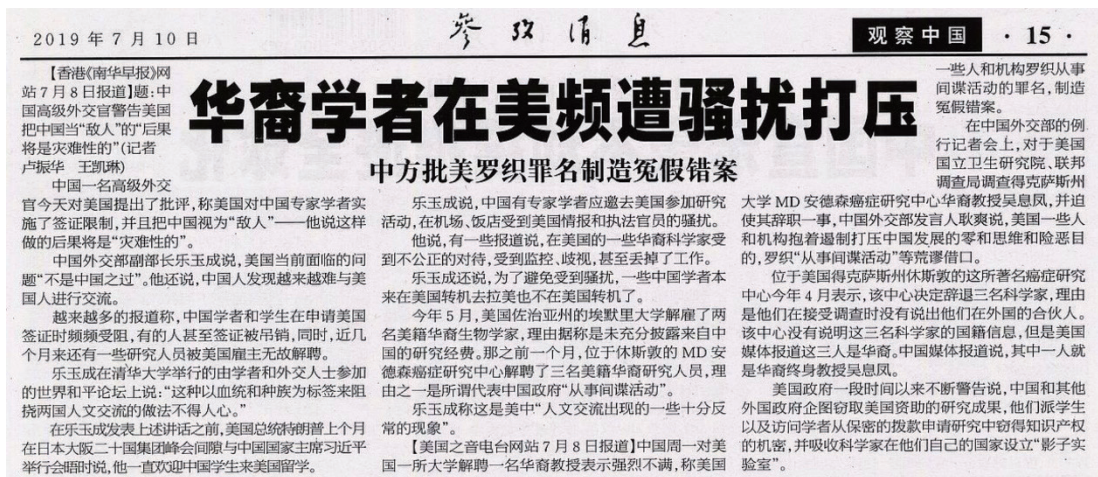 2019年7月10日
参攷消息
观察中国
·15·
华裔学者在美频遭骚扰打压
中方批美罗织罪名制造冤假错案
【香港《南华早报》网
站7月8日报道】题：中
国高级外交官警告美国
把中国当“敌人”的“后果
将是灾难性的”（记者
卢振华 王凯琳）
中国一名高级外交
官今天对美国提出了批评，称美国对中国专家学者实
施了签证限制，并且把中国视为“敌人”——他说这样
做的后果将是“灾难性的”。
中国外交部副部长乐玉成说，美国当前面临的问
题“不是中国之过”。他还说，中国人发现越来越难与美
国人进行交流。
越来越多的报道称，中国学者和学生在申请美国
签证时频频受阻，有的人甚至签证被吊销，同时，近几
个月来还有一些研究人员被美国雇主无故解聘。
乐玉成在清华大学举行的由学者和外交人士参加
的世界和平论坛上说：“这种以血统和种族为标签来阻
挠两国人文交流的做法不得人心。”
在乐玉成发表上述讲话之前，美国总统特朗普上个月
在日本大阪二十国集团峰会间隙与中国国家主席习近平
举行会晤时说，他一直欢迎中国学生来美国留学。
乐玉成说，中国有专家学者应邀去美国参加研究
活动，在机场、饭店受到美国情报和执法官员的骚扰。
他说，有一些报道说，在美国的一些华裔科学家受
到不公正的对待，受到监控、歧视，甚至丢掉了工作。
乐玉成还说，为了避免受到骚扰，一些中国学者本
来在美国转机去拉美也不在美国转机了。
今年5月，美国佐治亚州的埃默里大学解雇了两
名美籍华裔生物学家，理由据称是未充分披露来自中
国的研究经费。那之前一个月，位于休斯敦的MD安
德森癌症研究中心解聘了三名美籍华裔研究人员，理
由之一是所谓代表中国政府“从事间谍活动”。
乐玉成称这是美中“人文交流出现的一些十分反
常的现象”。
【美国之音电台网站7月8日报道】中国周一对美
国一所大学解聘一名华裔教授表示强烈不满，称美国
一些人和机构罗织从事
间谍活动的罪名，制造
冤假错案。
在中国外交部的例
行记者会上，对于美国
国立卫生研究院、联邦
调查局调查得克萨斯州
大学MD安德森癌症研究中心华裔教授吴息凤，并迫
使其辞职一事，中国外交部发言人耿爽说，美国一些人
和机构抱着遏制打压中国发展的零和思维和险恶目
的，罗织“从事间谍活动”等荒谬借口。
位于美国得克萨斯州休斯敦的这所著名癌症研究
中心今年4月表示，该中心决定辞退三名科学家，理由
是他们在接受调查时没有说出他们在外国的合伙人。
该中心没有说明这三名科学家的国籍信息，但是美国
媒体报道这三人是华裔。中国媒体报道说，其中一人就
是华裔终身教授吴息凤。
美国政府一段时间以来不断警告说，中国和其他
外国政府企图窃取美国资助的研究成果，他们派学生
以及访问学者从保密的拨款申请研究中窃得知识产权
的机密，并吸收科学家在他们自己的国家设立“影子实
验室”。